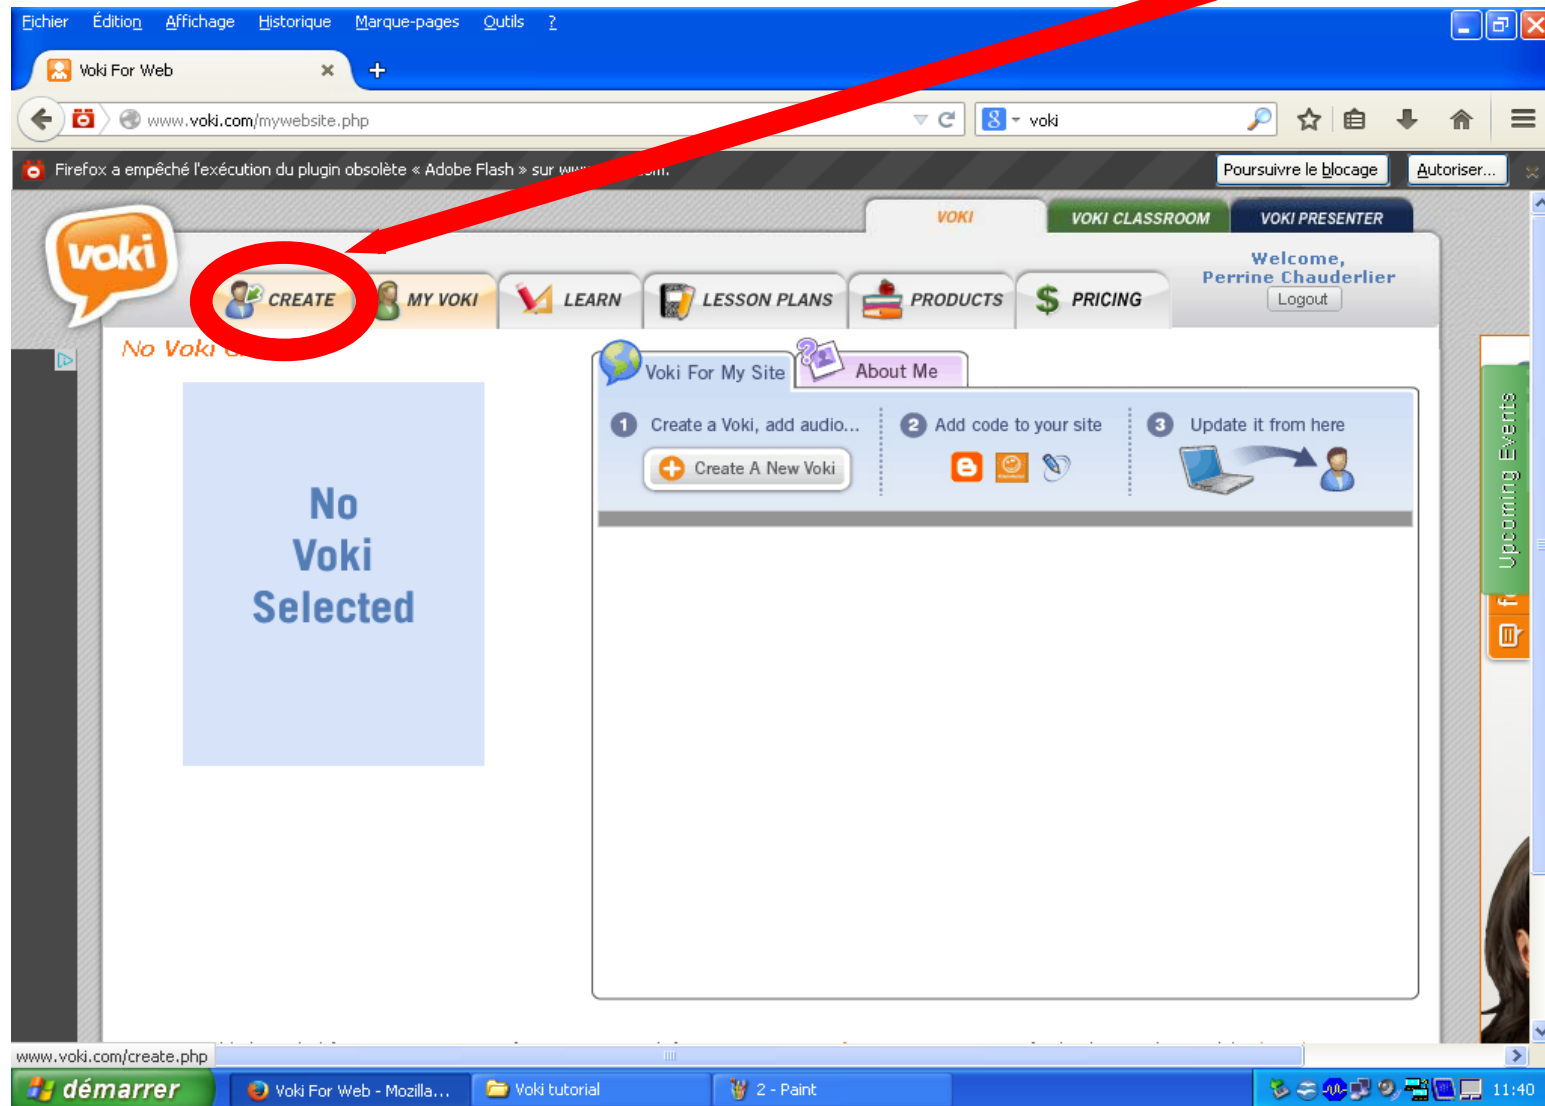 Fichier Édition Affichage Historique Marque-pages Outils ?
Voki For Web
www.voki.com/mywebsite.php
voki
Firefox a empêché l'exécution du plugin obsolète « Adobe Flash » sur
Poursuivre le blocage
Autoriser...
voki
VOKI
VOKI CLASSROOM
VOKI PRESENTER
Welcome,
Perrine Chauderlier
Logout
CREATE
MY VOKI
LEARN
LESSON PLANS
PRODUCTS
PRICING
No Voki
No
Voki
Selected
Voki For My Site
About Me
1 Create a Voki, add audio...
Create A New Voki
2 Add code to your site
3 Update it from here
Upcoming Events
www.voki.com/create.php
démarrer
Voki For Web - Mozilla...
Voki tutorial
2 - Paint
11:40